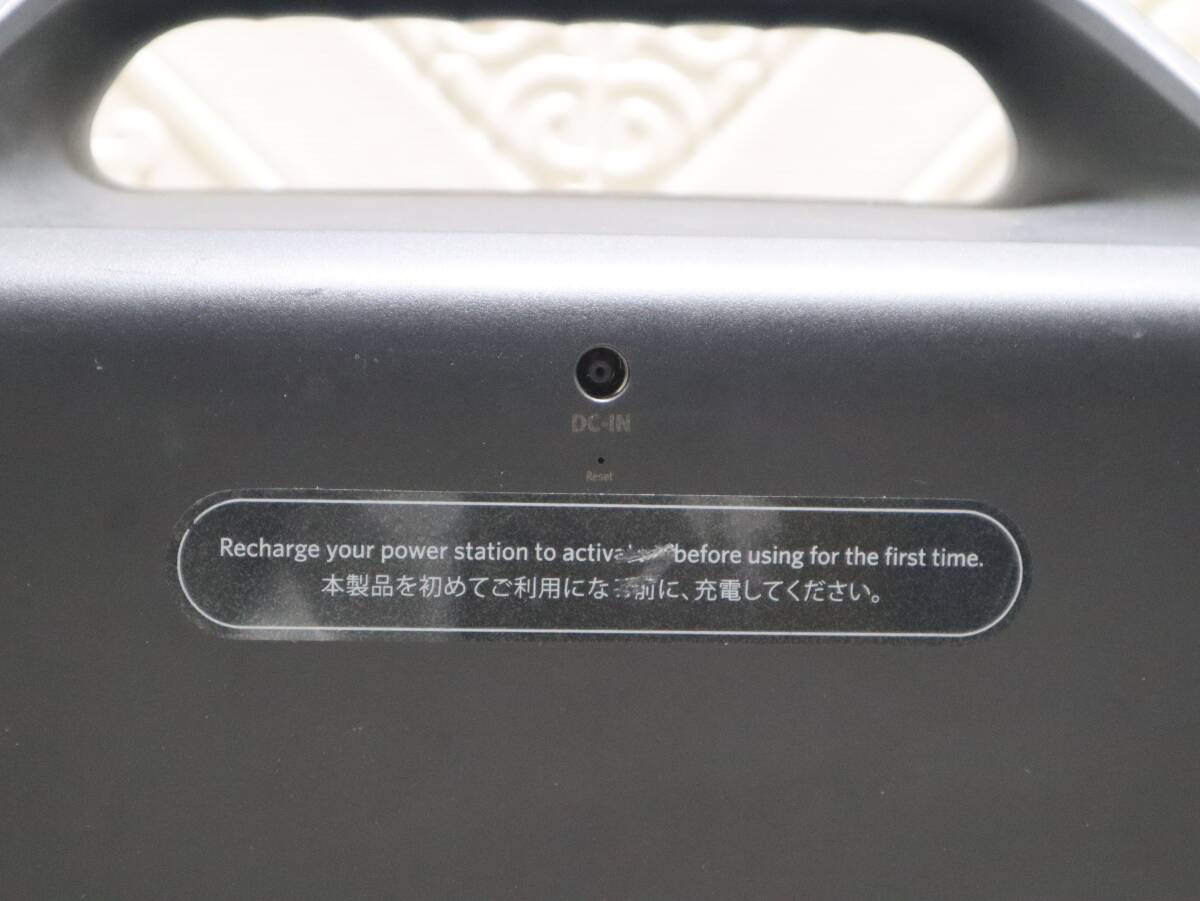 DC-IN
Reset
Recharge your power station to before using for the first time.
本製品を初めてご利用にな前に、充電してください。